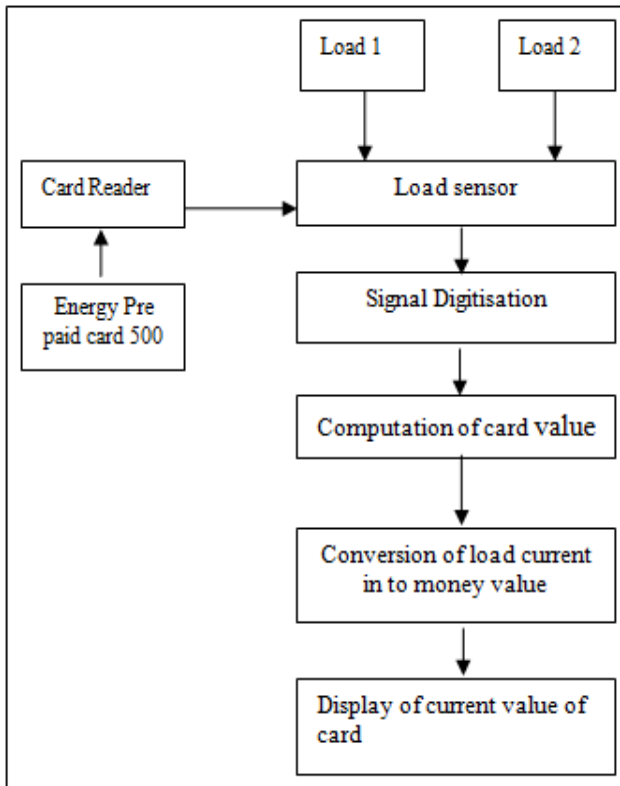 Load 1
Load 2
Card Reader
Load sensor
Energy Pre
paid card 500
Signal Digitisation
Computation of card value
Conversion of load current
in to money value
Display of current value of
card